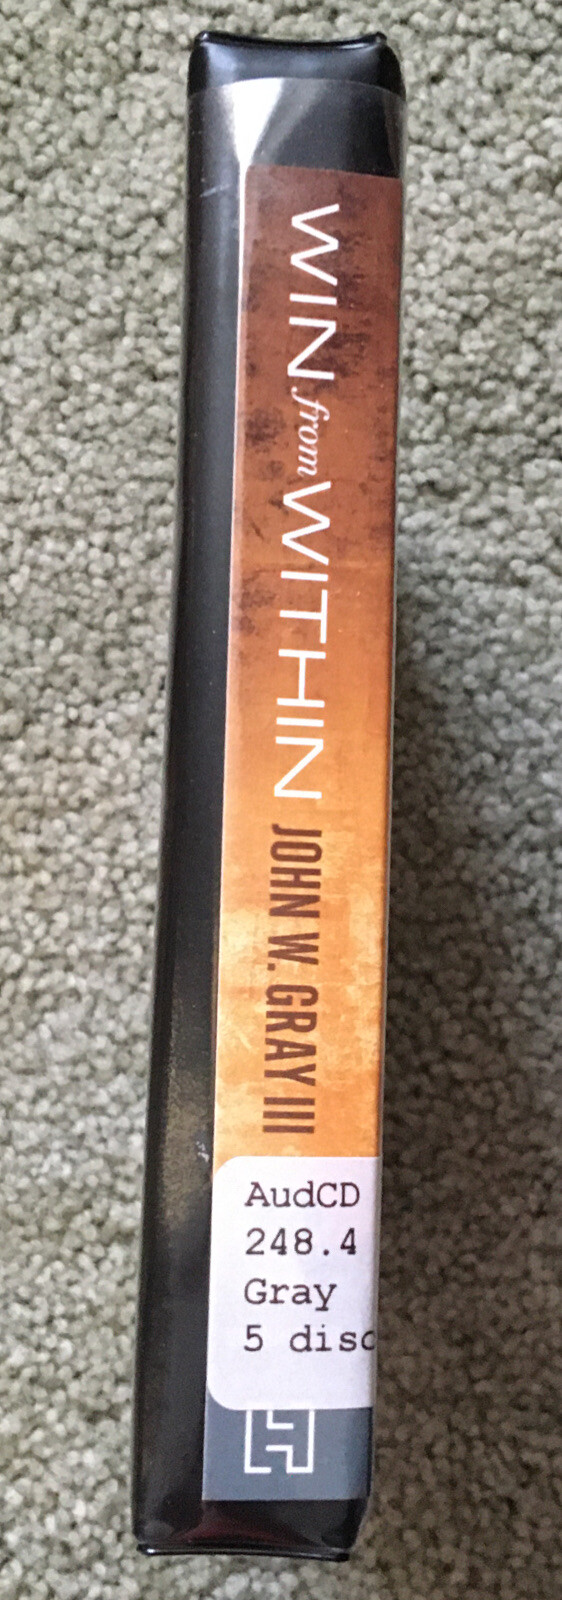 WIN from WITHIN JOHN W. GRAY III
AudCD
248.4
Gray
5 disc